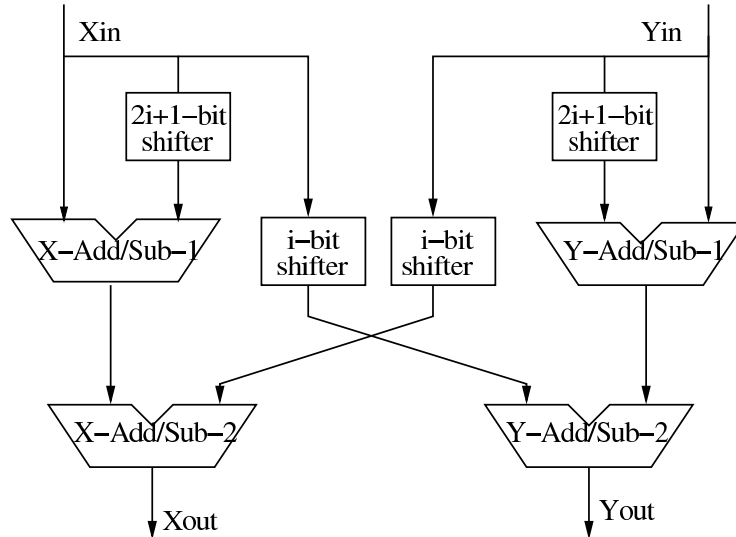 Xin
Yin
2i+1−bit
shifter
2i+1−bit
shifter
X−Add/Sub−1
i−bit
shifter
i−bit
shifter
Y−Add/Sub−1
X−Add/Sub−2
Y−Add/Sub−2
Xout
Yout